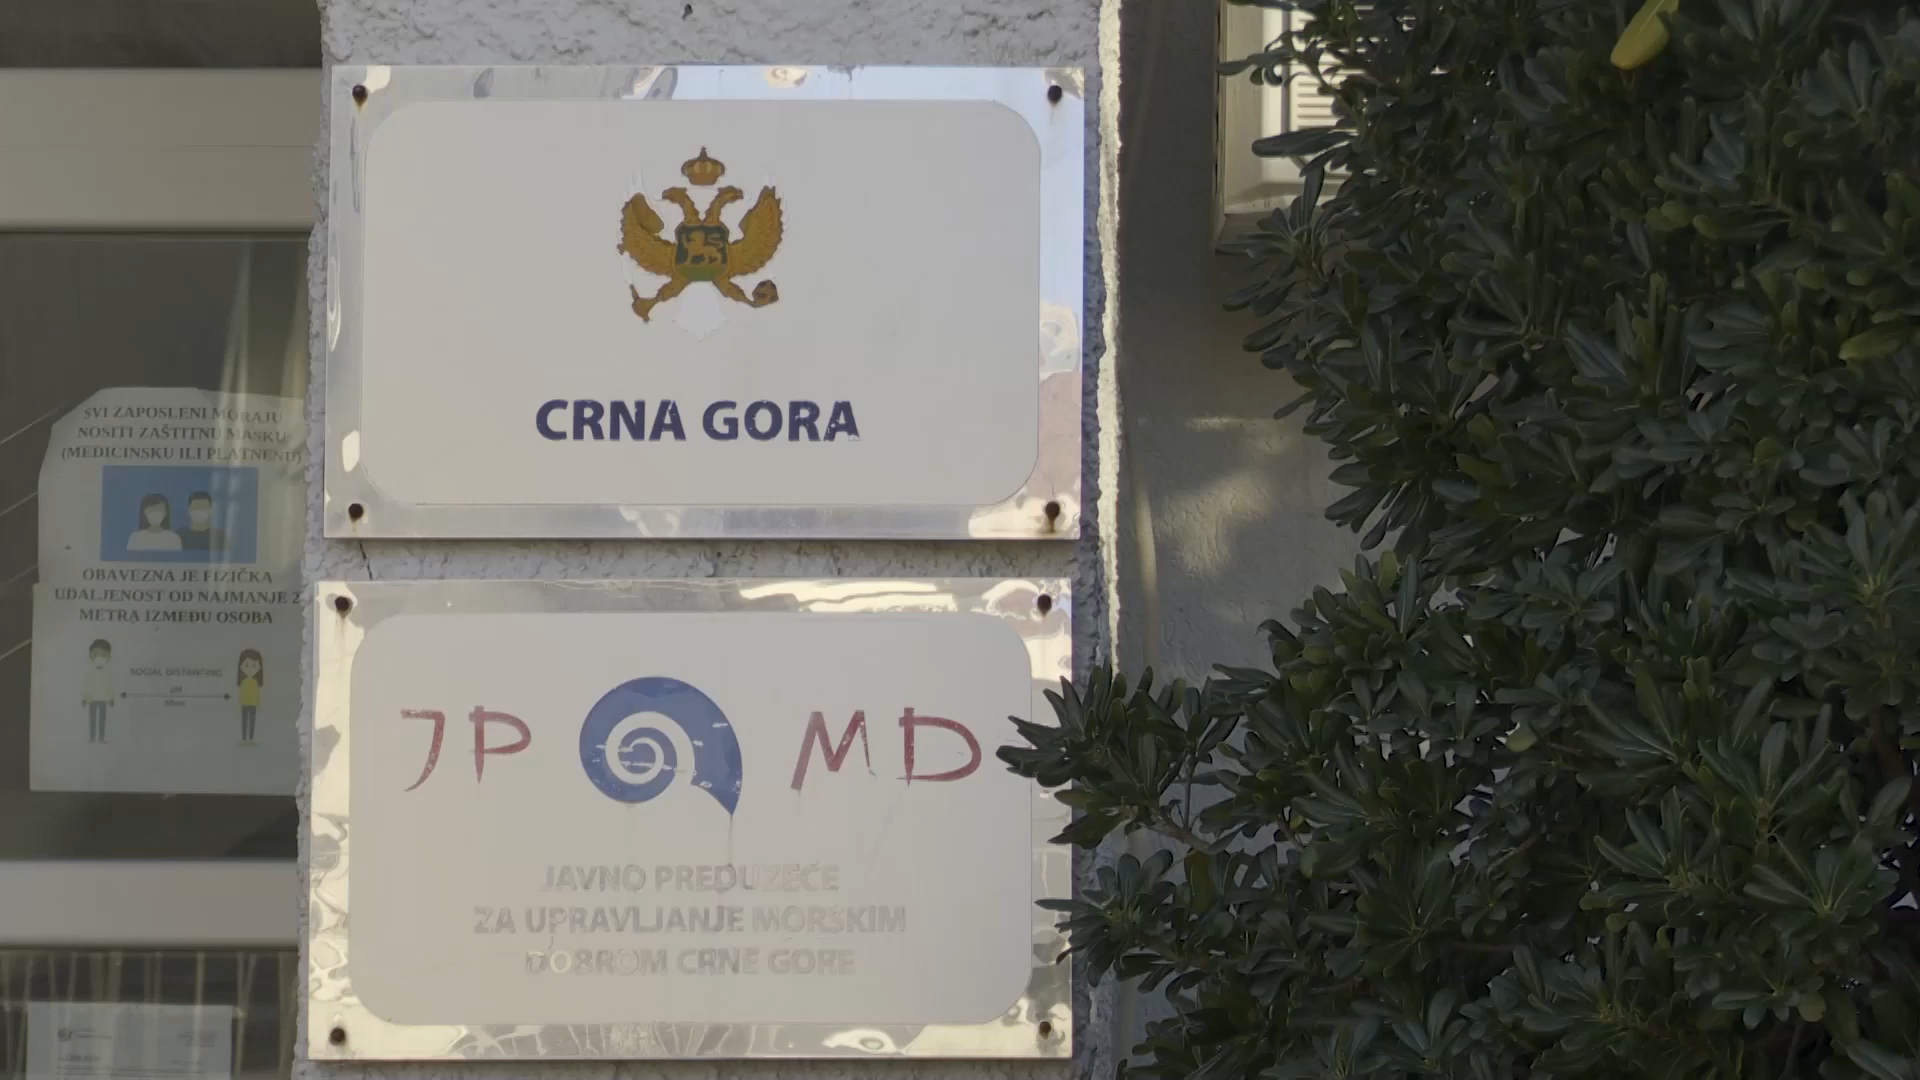 CRNA GORA
JP MD
JAVNO PREDUZEĆE
ZA UPRAVLJANJE MORSKIM
DOBROM CRNE GORE
SVI ZAPOSLENI MORAJU
NOSITI ZAŠTITNU MASKU
(MEDICINSKU ILI PLATNENU)
OBAVEZNA JE FIZIČKA
UDALJENOST OD NAJMANJE 2
METRA IZMEĐU OSOBA
SOCIAL DISTANCING